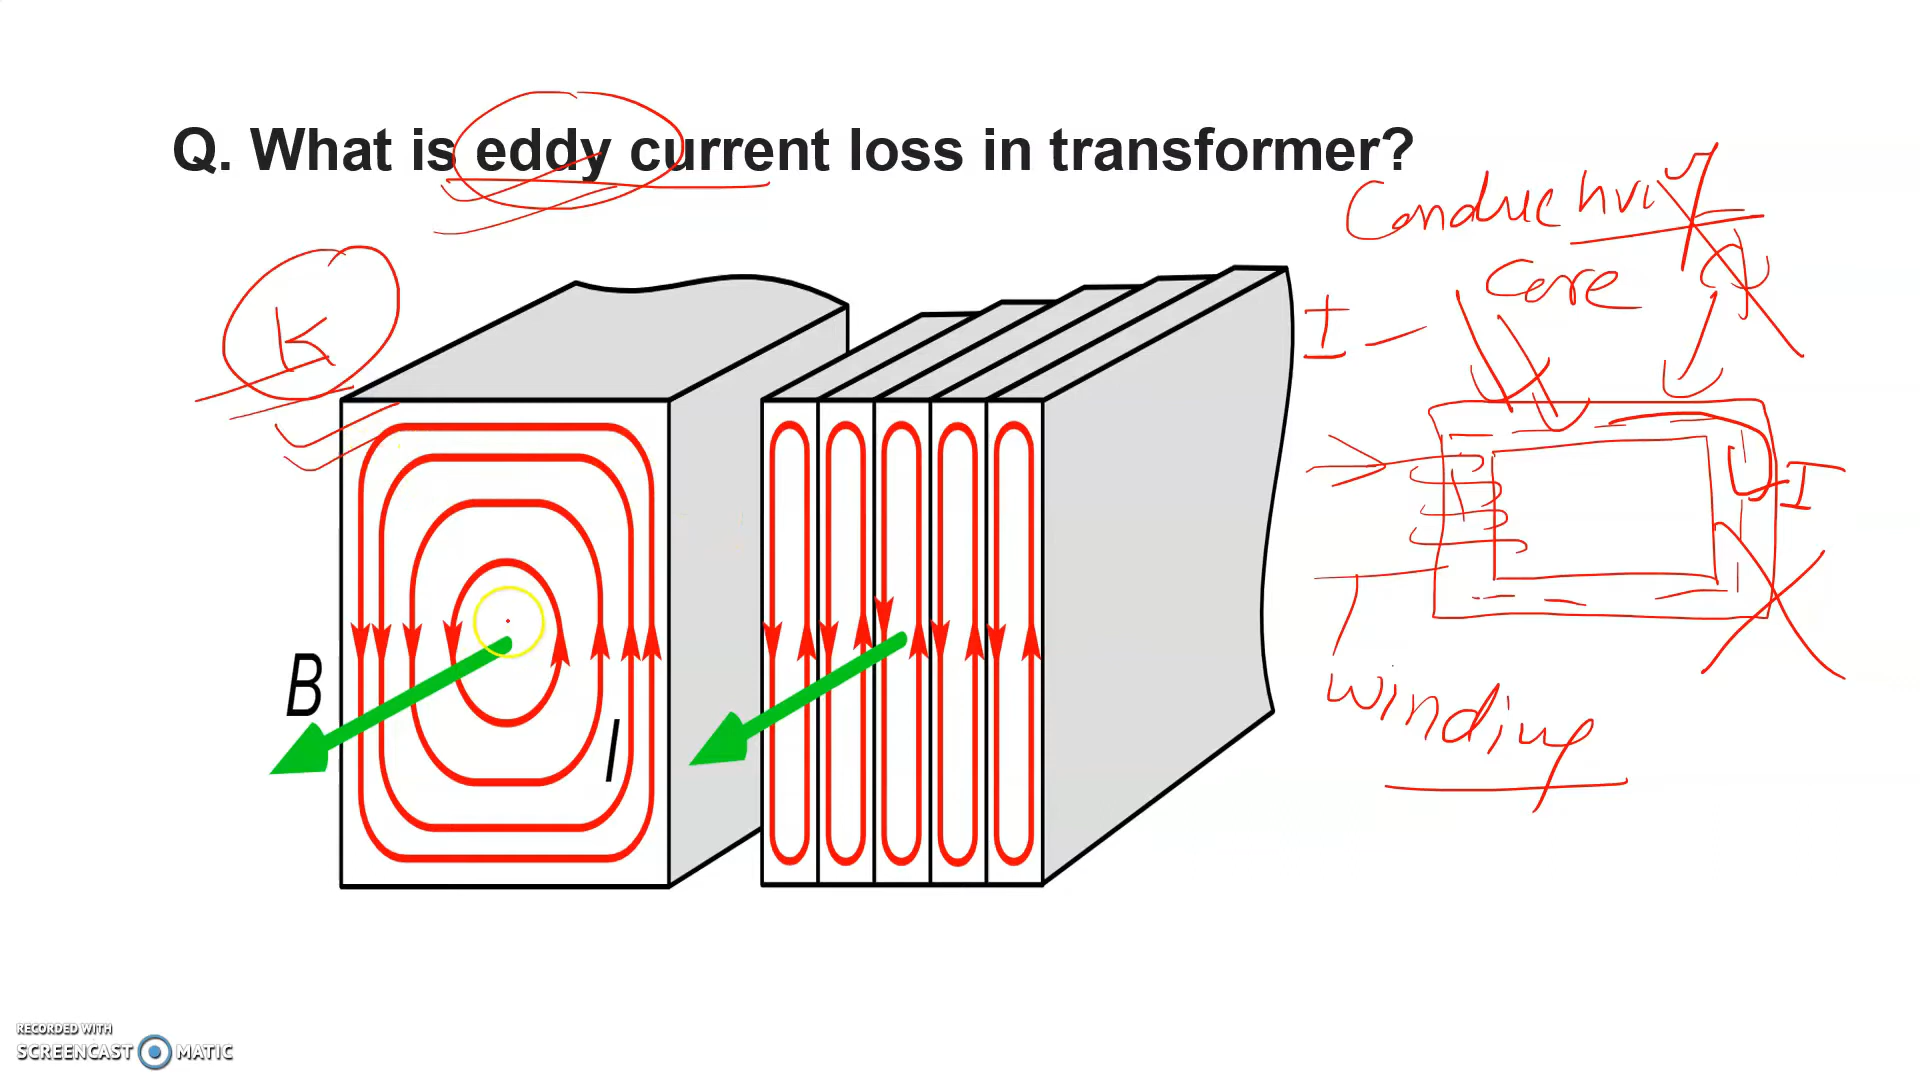 Q. What is eddy current loss in transformer?
Conductivity
Core
K
I
I
B
I
winding
RECORDED WITH
SCREENCAST MATIC